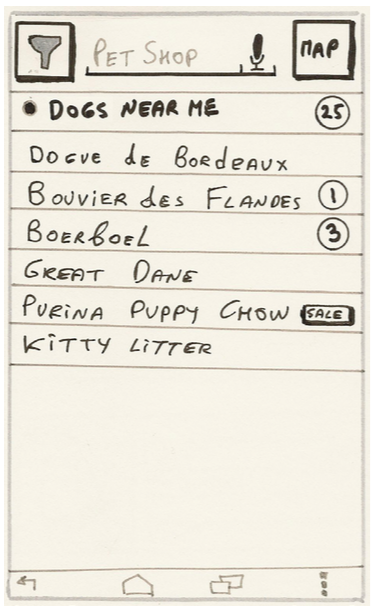 PET SHOP MAP
DOGS NEAR ME 25
DOGUE de BORdEAUX
BOUVIER des FLANDES 1
BOERBOEL 3
GREAT DANE
PURINA PUPPY CHOW SALE
KITTY LITTER